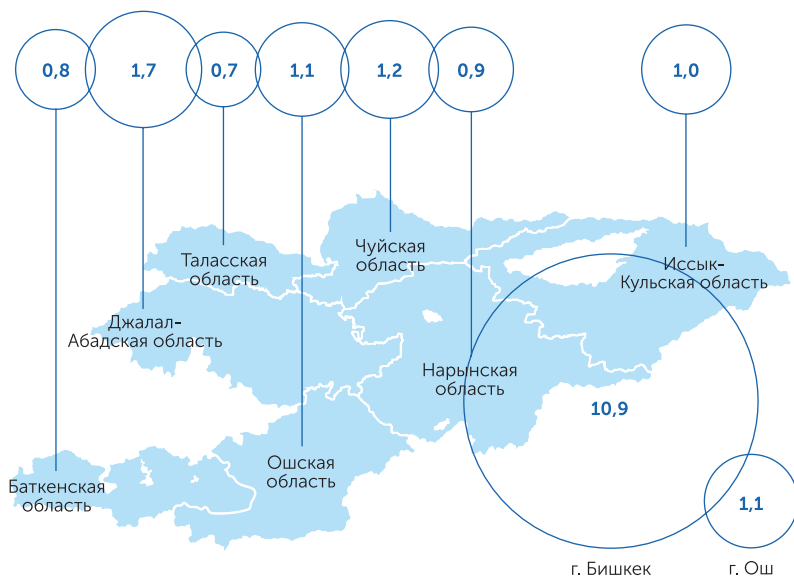 0,8
1,7
0,7
1,1
1,2
0,9
1,0
Таласская
область
Чуйская
область
Иссык-
Кульская область
Джалал-
Абадская область
Нарынская
область
10,9
Ошская
область
Баткенская
область
1,1
г. Бишкек
г. Ош